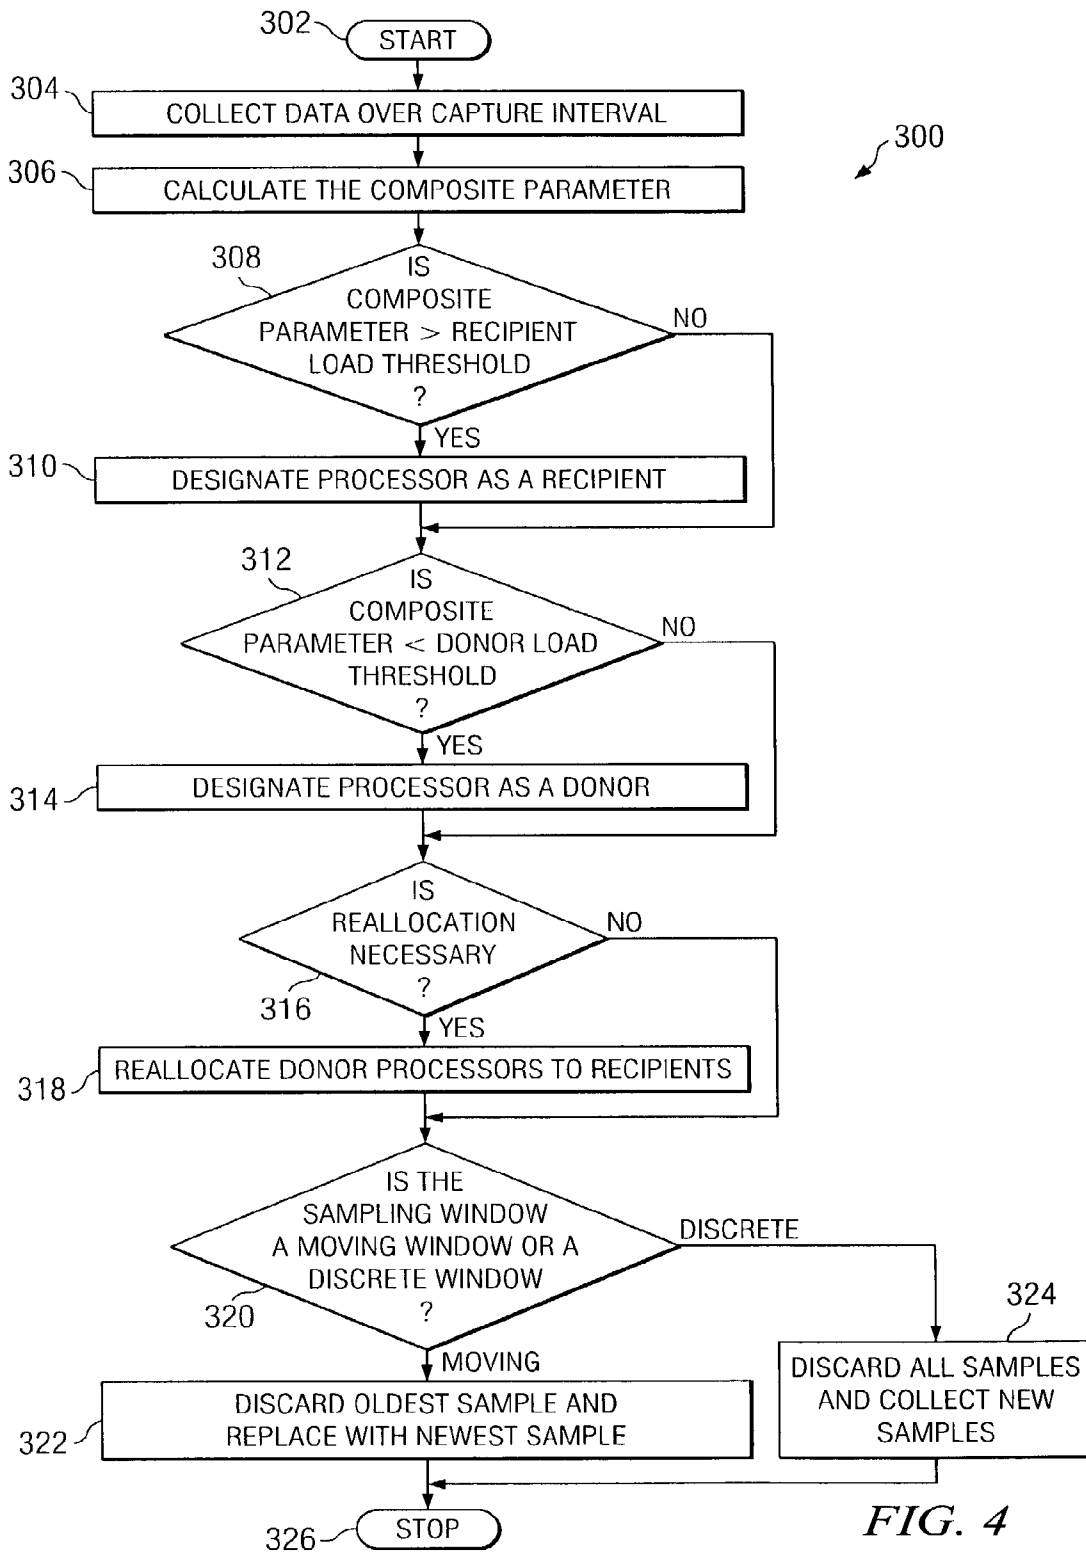 302
START
304
COLLECT DATA OVER CAPTURE INTERVAL
300
306
CALCULATE THE COMPOSITE PARAMETER
308
IS
COMPOSITE
PARAMETER > RECIPIENT
LOAD THRESHOLD
?
NO
YES
310
DESIGNATE PROCESSOR AS A RECIPIENT
312
IS
COMPOSITE
PARAMETER < DONOR LOAD
THRESHOLD
?
NO
YES
314
DESIGNATE PROCESSOR AS A DONOR
IS
REALLOCATION
NECESSARY
?
NO
316
YES
318
REALLOCATE DONOR PROCESSORS TO RECIPIENTS
IS THE
SAMPLING WINDOW
A MOVING WINDOW OR A
DISCRETE WINDOW
?
DISCRETE
320
MOVING
324
DISCARD ALL SAMPLES
AND COLLECT NEW
SAMPLES
322
DISCARD OLDEST SAMPLE AND
REPLACE WITH NEWEST SAMPLE
326
STOP
FIG. 4